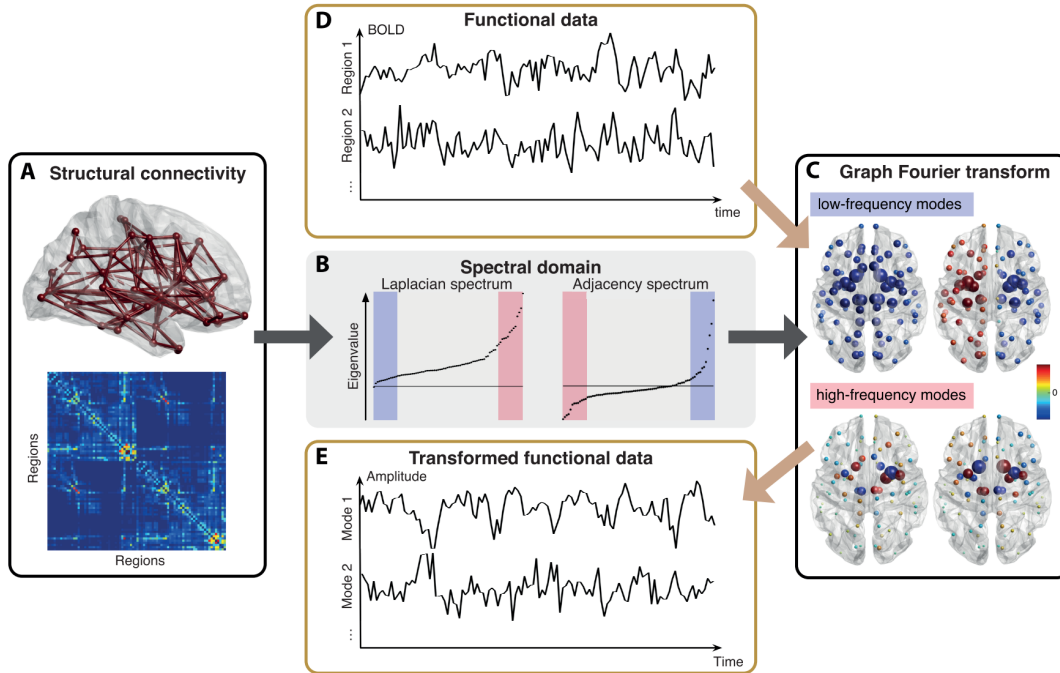 A Structural connectivity
Regions
Regions
D Functional data
BOLD
Region 1
Region 2
...
time
B Spectral domain
Laplacian spectrum
Adjacency spectrum
Eigenvalue
E Transformed functional data
Amplitude
Mode 1
Mode 2
...
Time
C Graph Fourier transform
low-frequency modes
high-frequency modes
0